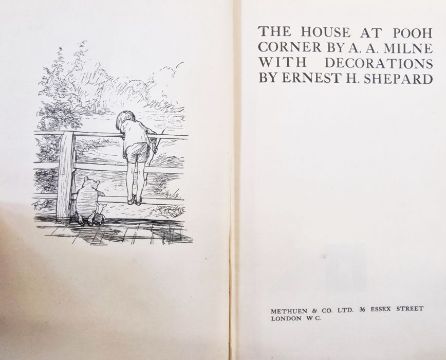 THE HOUSE AT POOH
CORNER BY A. A. MILNE
WITH DECORATIONS
BY ERNEST H. SHEPARD
METHUEN & CO. LTD. 36 ESSEX STREET
LONDON W C.